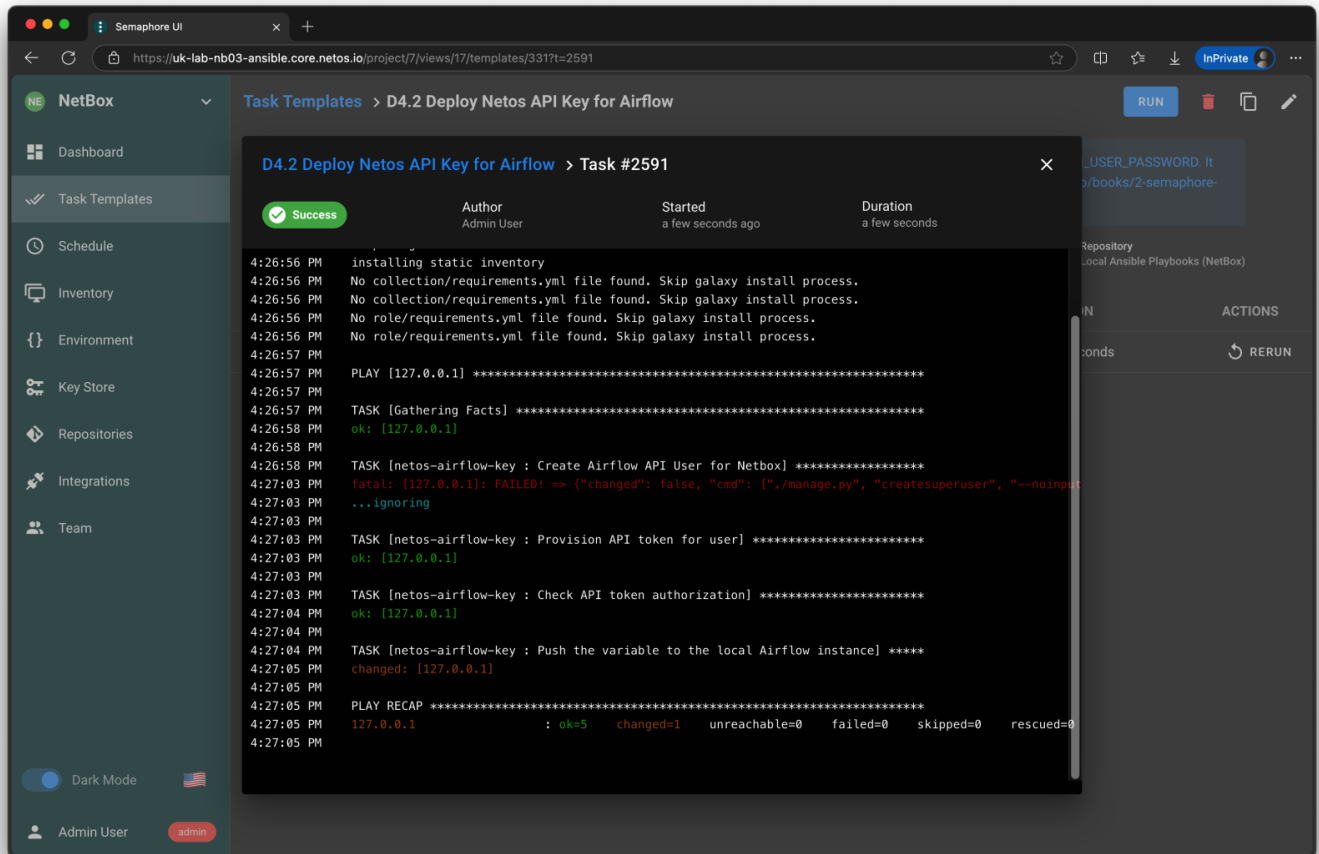 Semaphore UI
https://uk-lab-nb03-ansible.core.netos.io/project/7/views/17/templates/331?t=2591
InPrivate
NE NetBox
Task Templates > D4.2 Deploy Netos API Key for Airflow
RUN
Dashboard
Task Templates
Schedule
Inventory
Environment
Key Store
Repositories
Integrations
Team
Dark Mode
Admin User admin
_USER_PASSWORD. It
/books/2-semaphore-
Repository
Local Ansible Playbooks (NetBox)
ACTIONS
RERUN
D4.2 Deploy Netos API Key for Airflow > Task #2591
Success
Author
Admin User
Started
a few seconds ago
Duration
a few seconds
4:26:56 PM installing static inventory
4:26:56 PM No collection/requirements.yml file found. Skip galaxy install process.
4:26:56 PM No collection/requirements.yml file found. Skip galaxy install process.
4:26:56 PM No role/requirements.yml file found. Skip galaxy install process.
4:26:56 PM No role/requirements.yml file found. Skip galaxy install process.
4:26:57 PM
4:26:57 PM PLAY [127.0.0.1] ***************************************************************
4:26:57 PM
4:26:57 PM TASK [Gathering Facts] *********************************************************
4:26:58 PM ok: [127.0.0.1]
4:26:58 PM
4:26:58 PM TASK [netos-airflow-key : Create Airflow API User for Netbox] ******************
4:27:03 PM fatal: [127.0.0.1]: FAILED! => {"changed": false, "cmd": ["./manage.py", "createsuperuser", "--noinput
4:27:03 PM ...ignoring
4:27:03 PM
4:27:03 PM TASK [netos-airflow-key : Provision API token for user] ************************
4:27:03 PM ok: [127.0.0.1]
4:27:03 PM
4:27:03 PM TASK [netos-airflow-key : Check API token authorization] ***********************
4:27:04 PM ok: [127.0.0.1]
4:27:04 PM
4:27:04 PM TASK [netos-airflow-key : Push the variable to the local Airflow instance] *****
4:27:05 PM changed: [127.0.0.1]
4:27:05 PM
4:27:05 PM PLAY RECAP *********************************************************************
4:27:05 PM 127.0.0.1 : ok=5 changed=1 unreachable=0 failed=0 skipped=0 rescued=0
4:27:05 PM